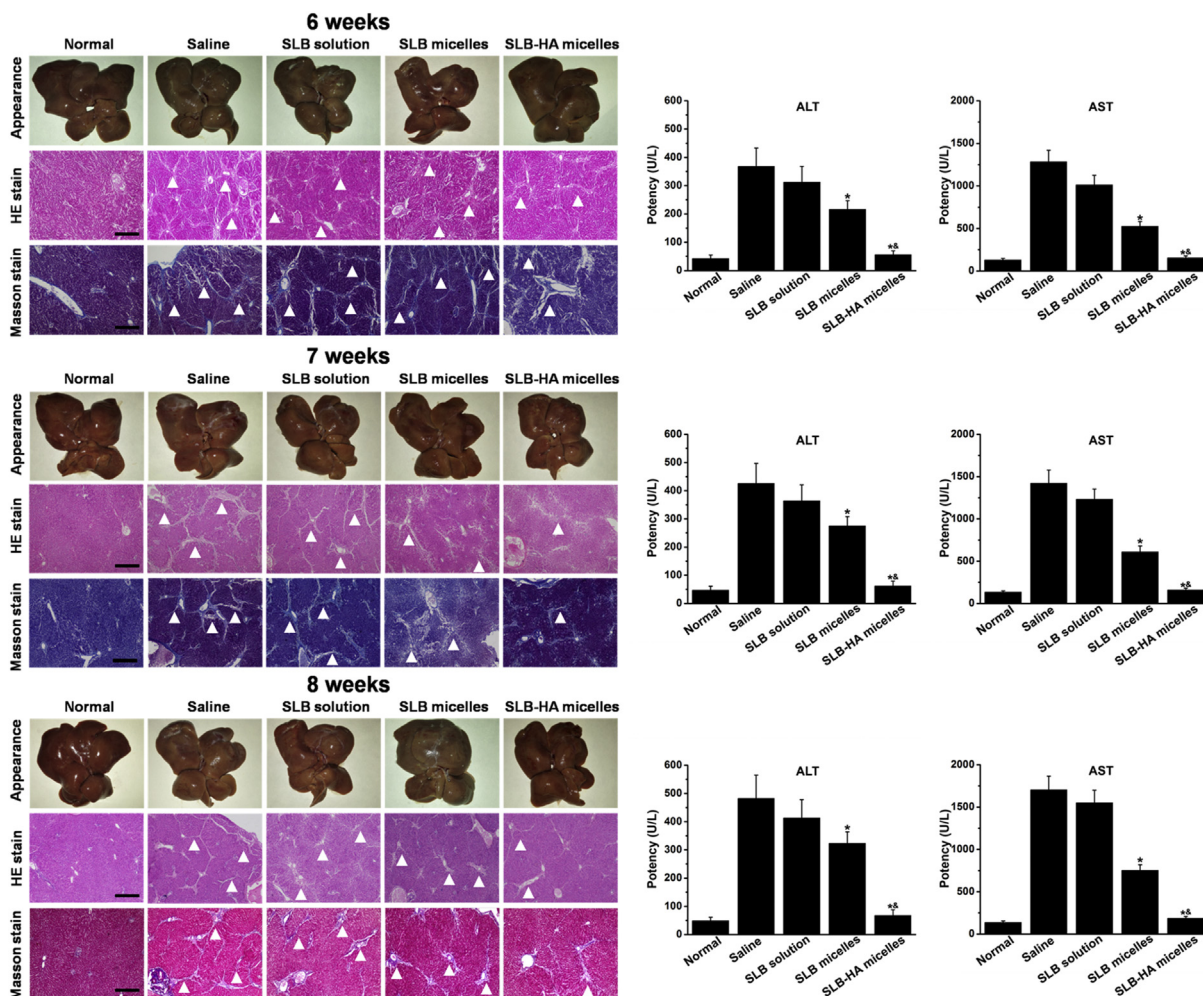 6 weeks
Normal Saline SLB solution SLB micelles SLB-HA micelles
Appearance
HE stain
Masson stain
ALT
Potency (U/L)
600
500
400
300
200
100
0
*
*&
Normal
Saline
SLB solution
SLB micelles
SLB-HA micelles
AST
Potency (U/L)
2000
1500
1000
500
0
*
*&
Normal
Saline
SLB solution
SLB micelles
SLB-HA micelles
7 weeks
Normal Saline SLB solution SLB micelles SLB-HA micelles
Appearance
HE stain
Masson stain
ALT
Potency (U/L)
600
500
400
300
200
100
0
*
*&
Normal
Saline
SLB solution
SLB micelles
SLB-HA micelles
AST
Potency (U/L)
2000
1500
1000
500
0
*
*&
Normal
Saline
SLB solution
SLB micelles
SLB-HA micelles
8 weeks
Normal Saline SLB solution SLB micelles SLB-HA micelles
Appearance
HE stain
Masson stain
ALT
Potency (U/L)
600
500
400
300
200
100
0
*
*&
Normal
Saline
SLB solution
SLB micelles
SLB-HA micelles
AST
Potency (U/L)
2000
1500
1000
500
0
*
*&
Normal
Saline
SLB solution
SLB micelles
SLB-HA micelles